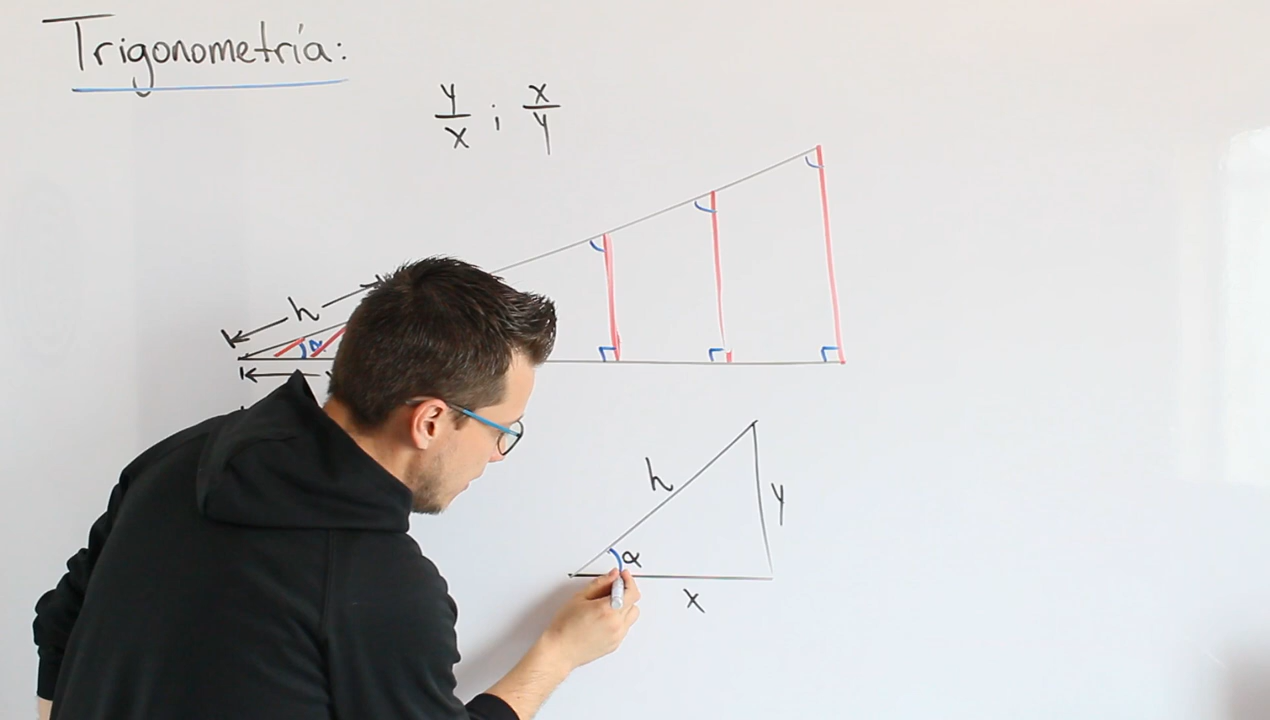 Trigonometría:
y/x ; x/y
h
α
h
y
α
x